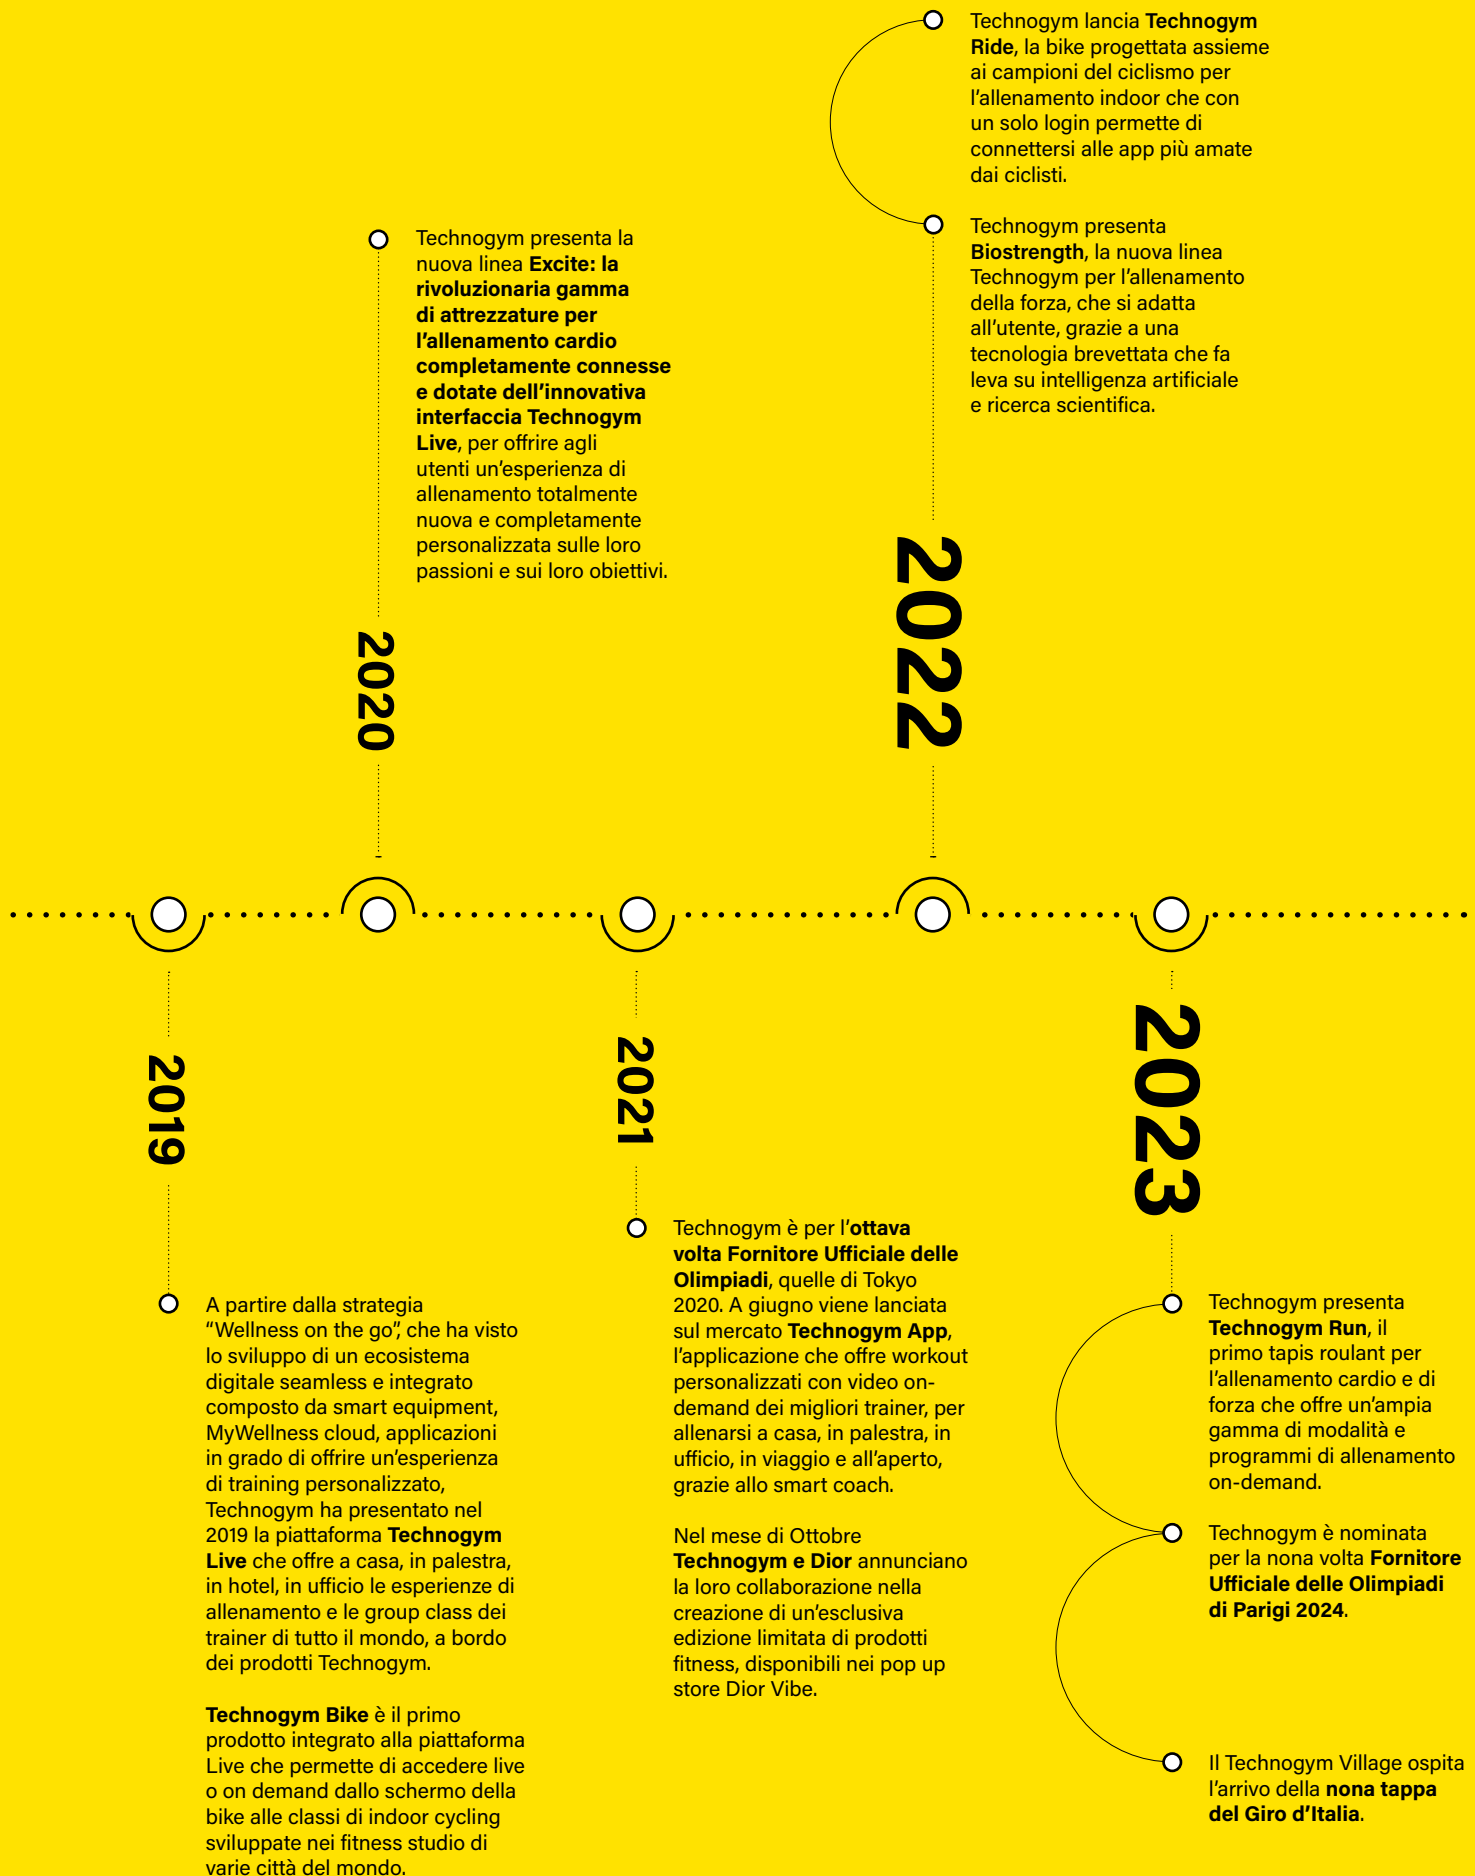 Technogym lancia Technogym
Ride, la bike progettata assieme
ai campioni del ciclismo per
l'allenamento indoor che con
un solo login permette di
connettersi alle app più amate
dai ciclisti.
Technogym presenta
Biostrength, la nuova linea
Technogym per l'allenamento
della forza, che si adatta
all'utente, grazie a una
tecnologia brevettata che fa
leva su intelligenza artificiale
e ricerca scientifica.
2022
Technogym presenta la
nuova linea Excite: la
rivoluzionaria gamma
di attrezzature per
l'allenamento cardio
completamente connesse
e dotate dell'innovativa
interfaccia Technogym
Live, per offrire agli
utenti un'esperienza di
allenamento totalmente
nuova e completamente
personalizzata sulle loro
passioni e sui loro obiettivi.
2020
2019
A partire dalla strategia
"Wellness on the go", che ha visto
lo sviluppo di un ecosistema
digitale seamless e integrato
composto da smart equipment,
MyWellness cloud, applicazioni
in grado di offrire un'esperienza
di training personalizzato,
Technogym ha presentato nel
2019 la piattaforma Technogym
Live che offre a casa, in palestra,
in hotel, in ufficio le esperienze di
allenamento e le group class dei
trainer di tutto il mondo, a bordo
dei prodotti Technogym.
Technogym Bike è il primo
prodotto integrato alla piattaforma
Live che permette di accedere live
o on demand dallo schermo della
bike alle classi di indoor cycling
sviluppate nei fitness studio di
varie città del mondo.
2021
Technogym è per l'ottava
volta Fornitore Ufficiale delle
Olimpiadi, quelle di Tokyo
2020. A giugno viene lanciata
sul mercato Technogym App,
l'applicazione che offre workout
personalizzati con video on-
demand dei migliori trainer, per
allenarsi a casa, in palestra, in
ufficio, in viaggio e all'aperto,
grazie allo smart coach.
Nel mese di Ottobre
Technogym e Dior annunciano
la loro collaborazione nella
creazione di un'esclusiva
edizione limitata di prodotti
fitness, disponibili nei pop up
store Dior Vibe.
2023
Technogym presenta
Technogym Run, il
primo tapis roulant per
l'allenamento cardio e di
forza che offre un'ampia
gamma di modalità e
programmi di allenamento
on-demand.
Technogym è nominata
per la nona volta Fornitore
Ufficiale delle Olimpiadi
di Parigi 2024.
Il Technogym Village ospita
l'arrivo della nona tappa
del Giro d'Italia.